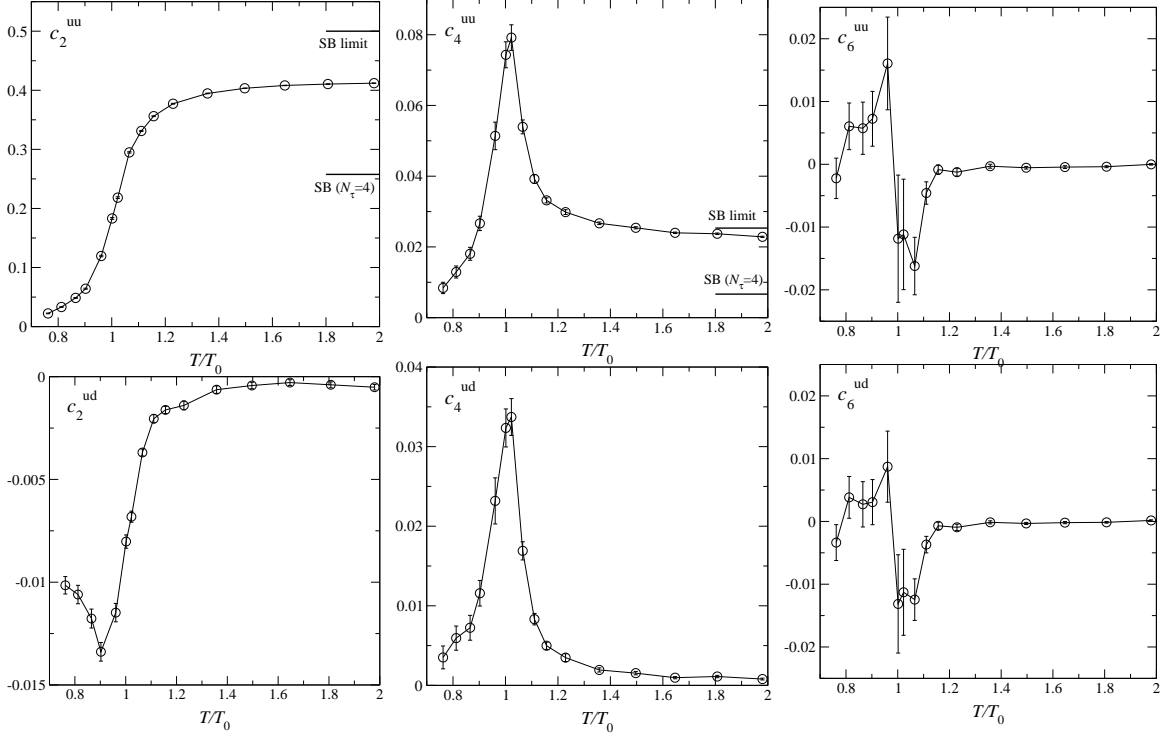 c₂ᵘᵘ
SB limit
SB (N_τ=4)
0.5
0.4
0.3
0.2
0.1
0
0.8 1 1.2 1.4 1.6 1.8 2
T/T₀
c₄ᵘᵘ
SB limit
SB (N_τ=4)
0.08
0.06
0.04
0.02
0
0.8 1 1.2 1.4 1.6 1.8 2
T/T₀
c₆ᵘᵘ
0.02
0.01
0
-0.01
-0.02
0.8 1 1.2 1.4 1.6 1.8 2
T/T₀
c₂ᵘᵈ
0
-0.005
-0.01
-0.015
0.8 1 1.2 1.4 1.6 1.8 2
T/T₀
c₄ᵘᵈ
0.04
0.03
0.02
0.01
0
0.8 1 1.2 1.4 1.6 1.8 2
T/T₀
c₆ᵘᵈ
0.02
0.01
0
-0.01
-0.02
0.8 1 1.2 1.4 1.6 1.8 2
T/T₀